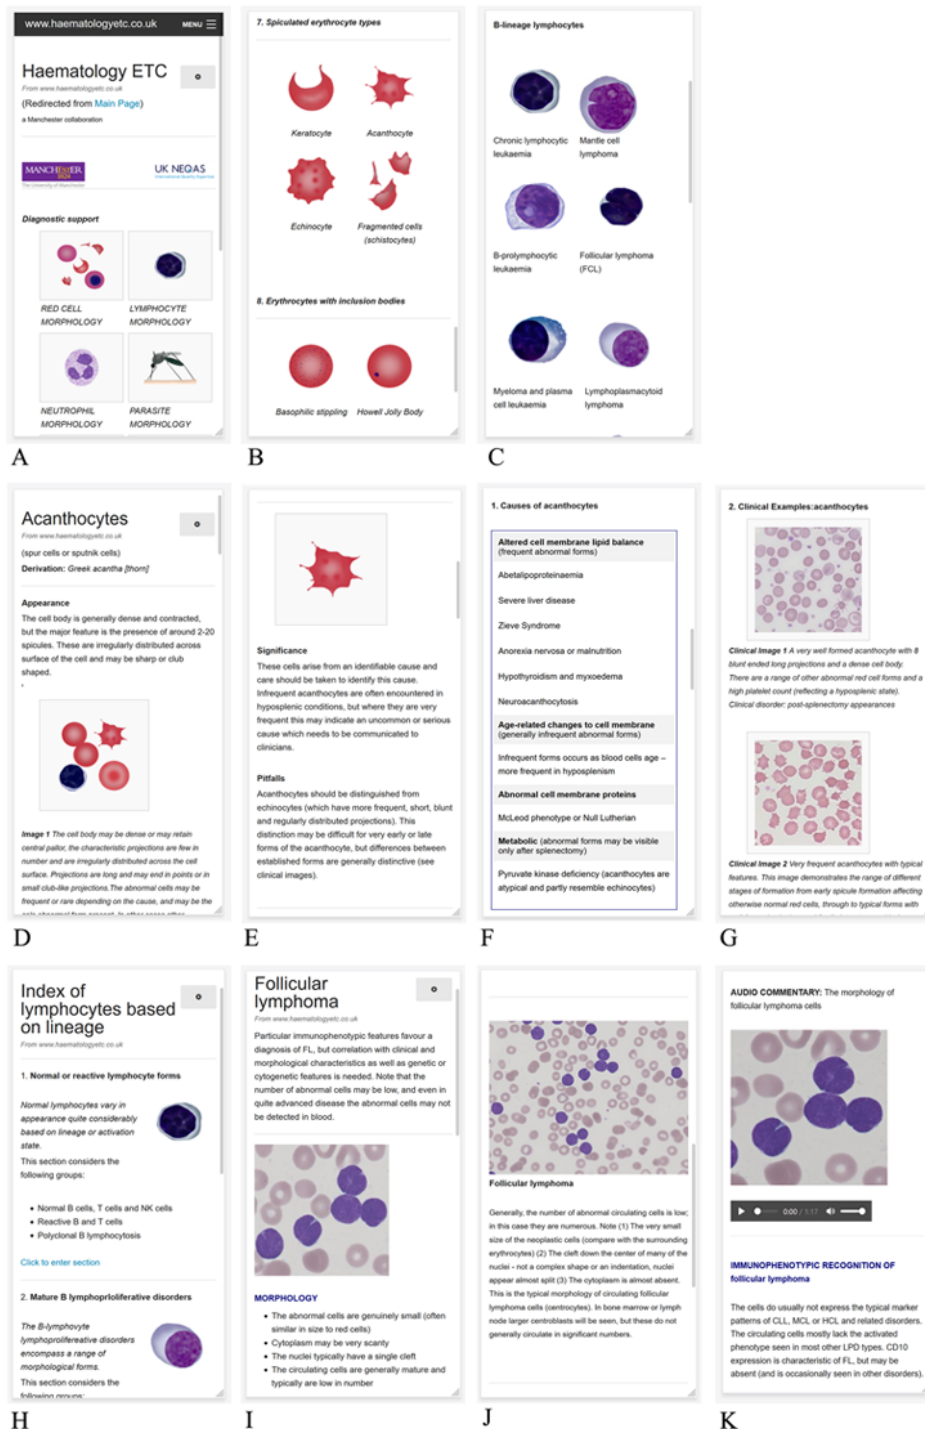 www.haematologyetc.co.uk MENU
Haematology ETC
From www.haematologyetc.co.uk
(Redirected from Main Page)
a Manchester collaboration
MANCHESTER
1824
The University of Manchester
UK NEQAS
International Quality Expertise
Diagnostic support
RED CELL
MORPHOLOGY
LYMPHOCYTE
MORPHOLOGY
NEUTROPHIL
MORPHOLOGY
PARASITE
MORPHOLOGY
A
7. Spiculated erythrocyte types
Keratocyte Acanthocyte
Echinocyte
Fragmented cells
(schistocytes)
8. Erythrocytes with inclusion bodies
Basophilic stippling Howell Jolly Body
B
B-lineage lymphocytes
Chronic lymphocytic
leukaemia
Mantle cell
lymphoma
B-prolymphocytic
leukaemia
Follicular lymphoma
(FCL)
Myeloma and plasma
cell leukaemia
Lymphoplasmacytoid
lymphoma
C
Acanthocytes
From www.haematologyetc.co.uk
(spur cells or sputnik cells)
Derivation: Greek acantha [thorn]
Appearance
The cell body is generally dense and contracted,
but the major feature is the presence of around 2-20
spicules. These are irregularly distributed across
surface of the cell and may be sharp or club
shaped.
Image 1 The cell body may be dense or may retain
central pallor, the characteristic projections are few in
number and are irregularly distributed across the cell
surface. Projections are long and may end in points or in
small club-like projections.The abnormal cells may be
frequent or rare depending on the cause, and may be the
D
Significance
These cells arise from an identifiable cause and
care should be taken to identify this cause.
Infrequent acanthocytes are often encountered in
hyposplenic conditions, but where they are very
frequent this may indicate an uncommon or serious
cause which needs to be communicated to
clinicians.
Pitfalls
Acanthocytes should be distinguished from
echinocytes (which have more frequent, short, blunt
and regularly distributed projections). This
distinction may be difficult for very early or late
forms of the acanthocyte, but differences between
established forms are generally distinctive (see
clinical images).
E
1. Causes of acanthocytes
Altered cell membrane lipid balance
(frequent abnormal forms)
Abetalipoproteinaemia
Severe liver disease
Zieve Syndrome
Anorexia nervosa or malnutrition
Hypothyroidism and myxoedema
Neuroacanthocytosis
Age-related changes to cell membrane
(generally infrequent abnormal forms)
Infrequent forms occurs as blood cells age –
more frequent in hyposplenism
Abnormal cell membrane proteins
McLeod phenotype or Null Lutherian
Metabolic (abnormal forms may be visible
only after splenectomy)
Pyruvate kinase deficiency (acanthocytes are
atypical and partly resemble echinocytes)
F
2. Clinical Examples:acanthocytes
Clinical Image 1 A very well formed acanthocyte with 8
blunt ended long projections and a dense cell body.
There are a range of other abnormal red cell forms and a
high platelet count (reflecting a hyposplenic state).
Clinical disorder: post-splenectomy appearances
Clinical Image 2 Very frequent acanthocytes with typical
features. This image demonstrates the range of different
stages of formation from early spicule formation affecting
otherwise normal red cells, through to typical forms with
G
Index of
lymphocytes based
on lineage
From www.haematologyetc.co.uk
1. Normal or reactive lymphocyte forms
Normal lymphocytes vary in
appearance quite considerably
based on lineage or activation
state.
This section considers the
following groups:
• Normal B cells, T cells and NK cells
• Reactive B and T cells
• Polyclonal B lymphocytosis
Click to enter section
2. Mature B lymphoprloliferative disorders
The B-lymphovyte
lymphoprolifereative disorders
encompass a range of
morphological forms.
This section considers the
following groups:
H
Follicular
lymphoma
From www.haematologyetc.co.uk
Particular immunophenotypic features favour a
diagnosis of FL, but correlation with clinical and
morphological characteristics as well as genetic or
cytogenetic features is needed. Note that the
number of abnormal cells may be low, and even in
quite advanced disease the abnormal cells may not
be detected in blood.
MORPHOLOGY
• The abnormal cells are genuinely small (often
similar in size to red cells)
• Cytoplasm may be very scanty
• The nuclei typically have a single cleft
• The circulating cells are generally mature and
typically are low in number
I
Follicular lymphoma
Generally, the number of abnormal circulating cells is low;
in this case they are numerous. Note (1) The very small
size of the neoplastic cells (compare with the surrounding
erythrocytes) (2) The cleft down the center of many of the
nuclei - not a complex shape or an indentation, nuclei
appear almost split (3) The cytoplasm is almost absent.
This is the typical morphology of circulating follicular
lymphoma cells (centrocytes). In bone marrow or lymph
node larger centroblasts will be seen, but these do not
generally circulate in significant numbers.
J
AUDIO COMMENTARY: The morphology of
follicular lymphoma cells
0:00 / 1:17
IMMUNOPHENOTYPIC RECOGNITION OF
follicular lymphoma
The cells do usually not express the typical marker
patterns of CLL, MCL or HCL and related disorders.
The circulating cells mostly lack the activated
phenotype seen in most other LPD types. CD10
expression is characteristic of FL, but may be
absent (and is occasionally seen in other disorders).
K